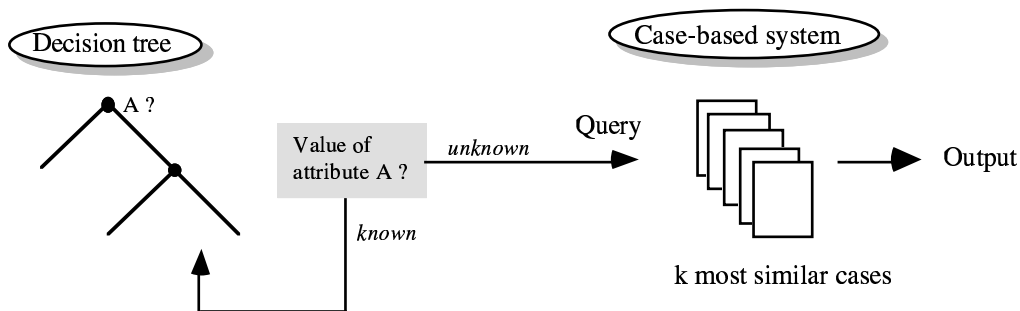 Decision tree
Case-based system
A ?
Value of
attribute A ?
unknown
Query
Output
known
k most similar cases